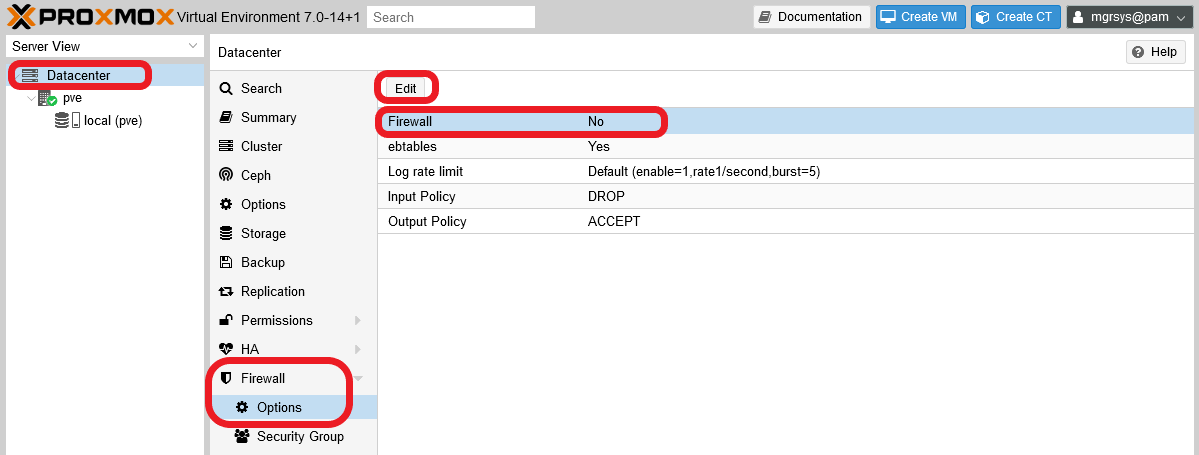 PROXMOX Virtual Environment 7.0-14+1 Search Documentation Create VM Create CT mgrsys@pam
Server View
Datacenter
pve
local (pve)
Datacenter Help
Search
Summary
Cluster
Ceph
Options
Storage
Backup
Replication
Permissions
HA
Firewall
Options
Security Group
Edit
Firewall No
ebtables Yes
Log rate limit Default (enable=1,rate1/second,burst=5)
Input Policy DROP
Output Policy ACCEPT